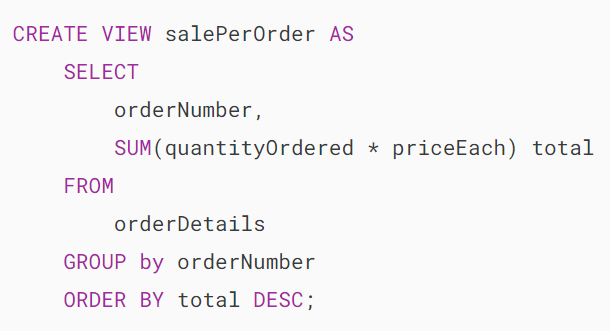 CREATE VIEW salePerOrder AS
SELECT
orderNumber,
SUM(quantityOrdered * priceEach) total
FROM
orderDetails
GROUP by orderNumber
ORDER BY total DESC;